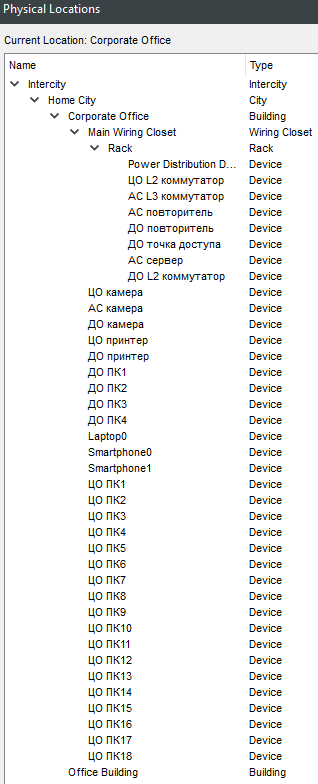 Physical Locations
Current Location: Corporate Office
Name Type
Intercity Intercity
Home City City
Corporate Office Building
Main Wiring Closet Wiring Closet
Rack Rack
Power Distribution D... Device
ЦО L2 коммутатор Device
АС L3 коммутатор Device
АС повторитель Device
ДО повторитель Device
ДО точка доступа Device
АС сервер Device
ДО L2 коммутатор Device
ЦО камера Device
АС камера Device
ДО камера Device
ЦО принтер Device
ДО принтер Device
ДО ПК1 Device
ДО ПК2 Device
ДО ПК3 Device
ДО ПК4 Device
Laptop0 Device
Smartphone0 Device
Smartphone1 Device
ЦО ПК1 Device
ЦО ПК2 Device
ЦО ПК3 Device
ЦО ПК4 Device
ЦО ПК5 Device
ЦО ПК6 Device
ЦО ПК7 Device
ЦО ПК8 Device
ЦО ПК9 Device
ЦО ПК10 Device
ЦО ПК11 Device
ЦО ПК12 Device
ЦО ПК13 Device
ЦО ПК14 Device
ЦО ПК15 Device
ЦО ПК16 Device
ЦО ПК17 Device
ЦО ПК18 Device
Office Building Building